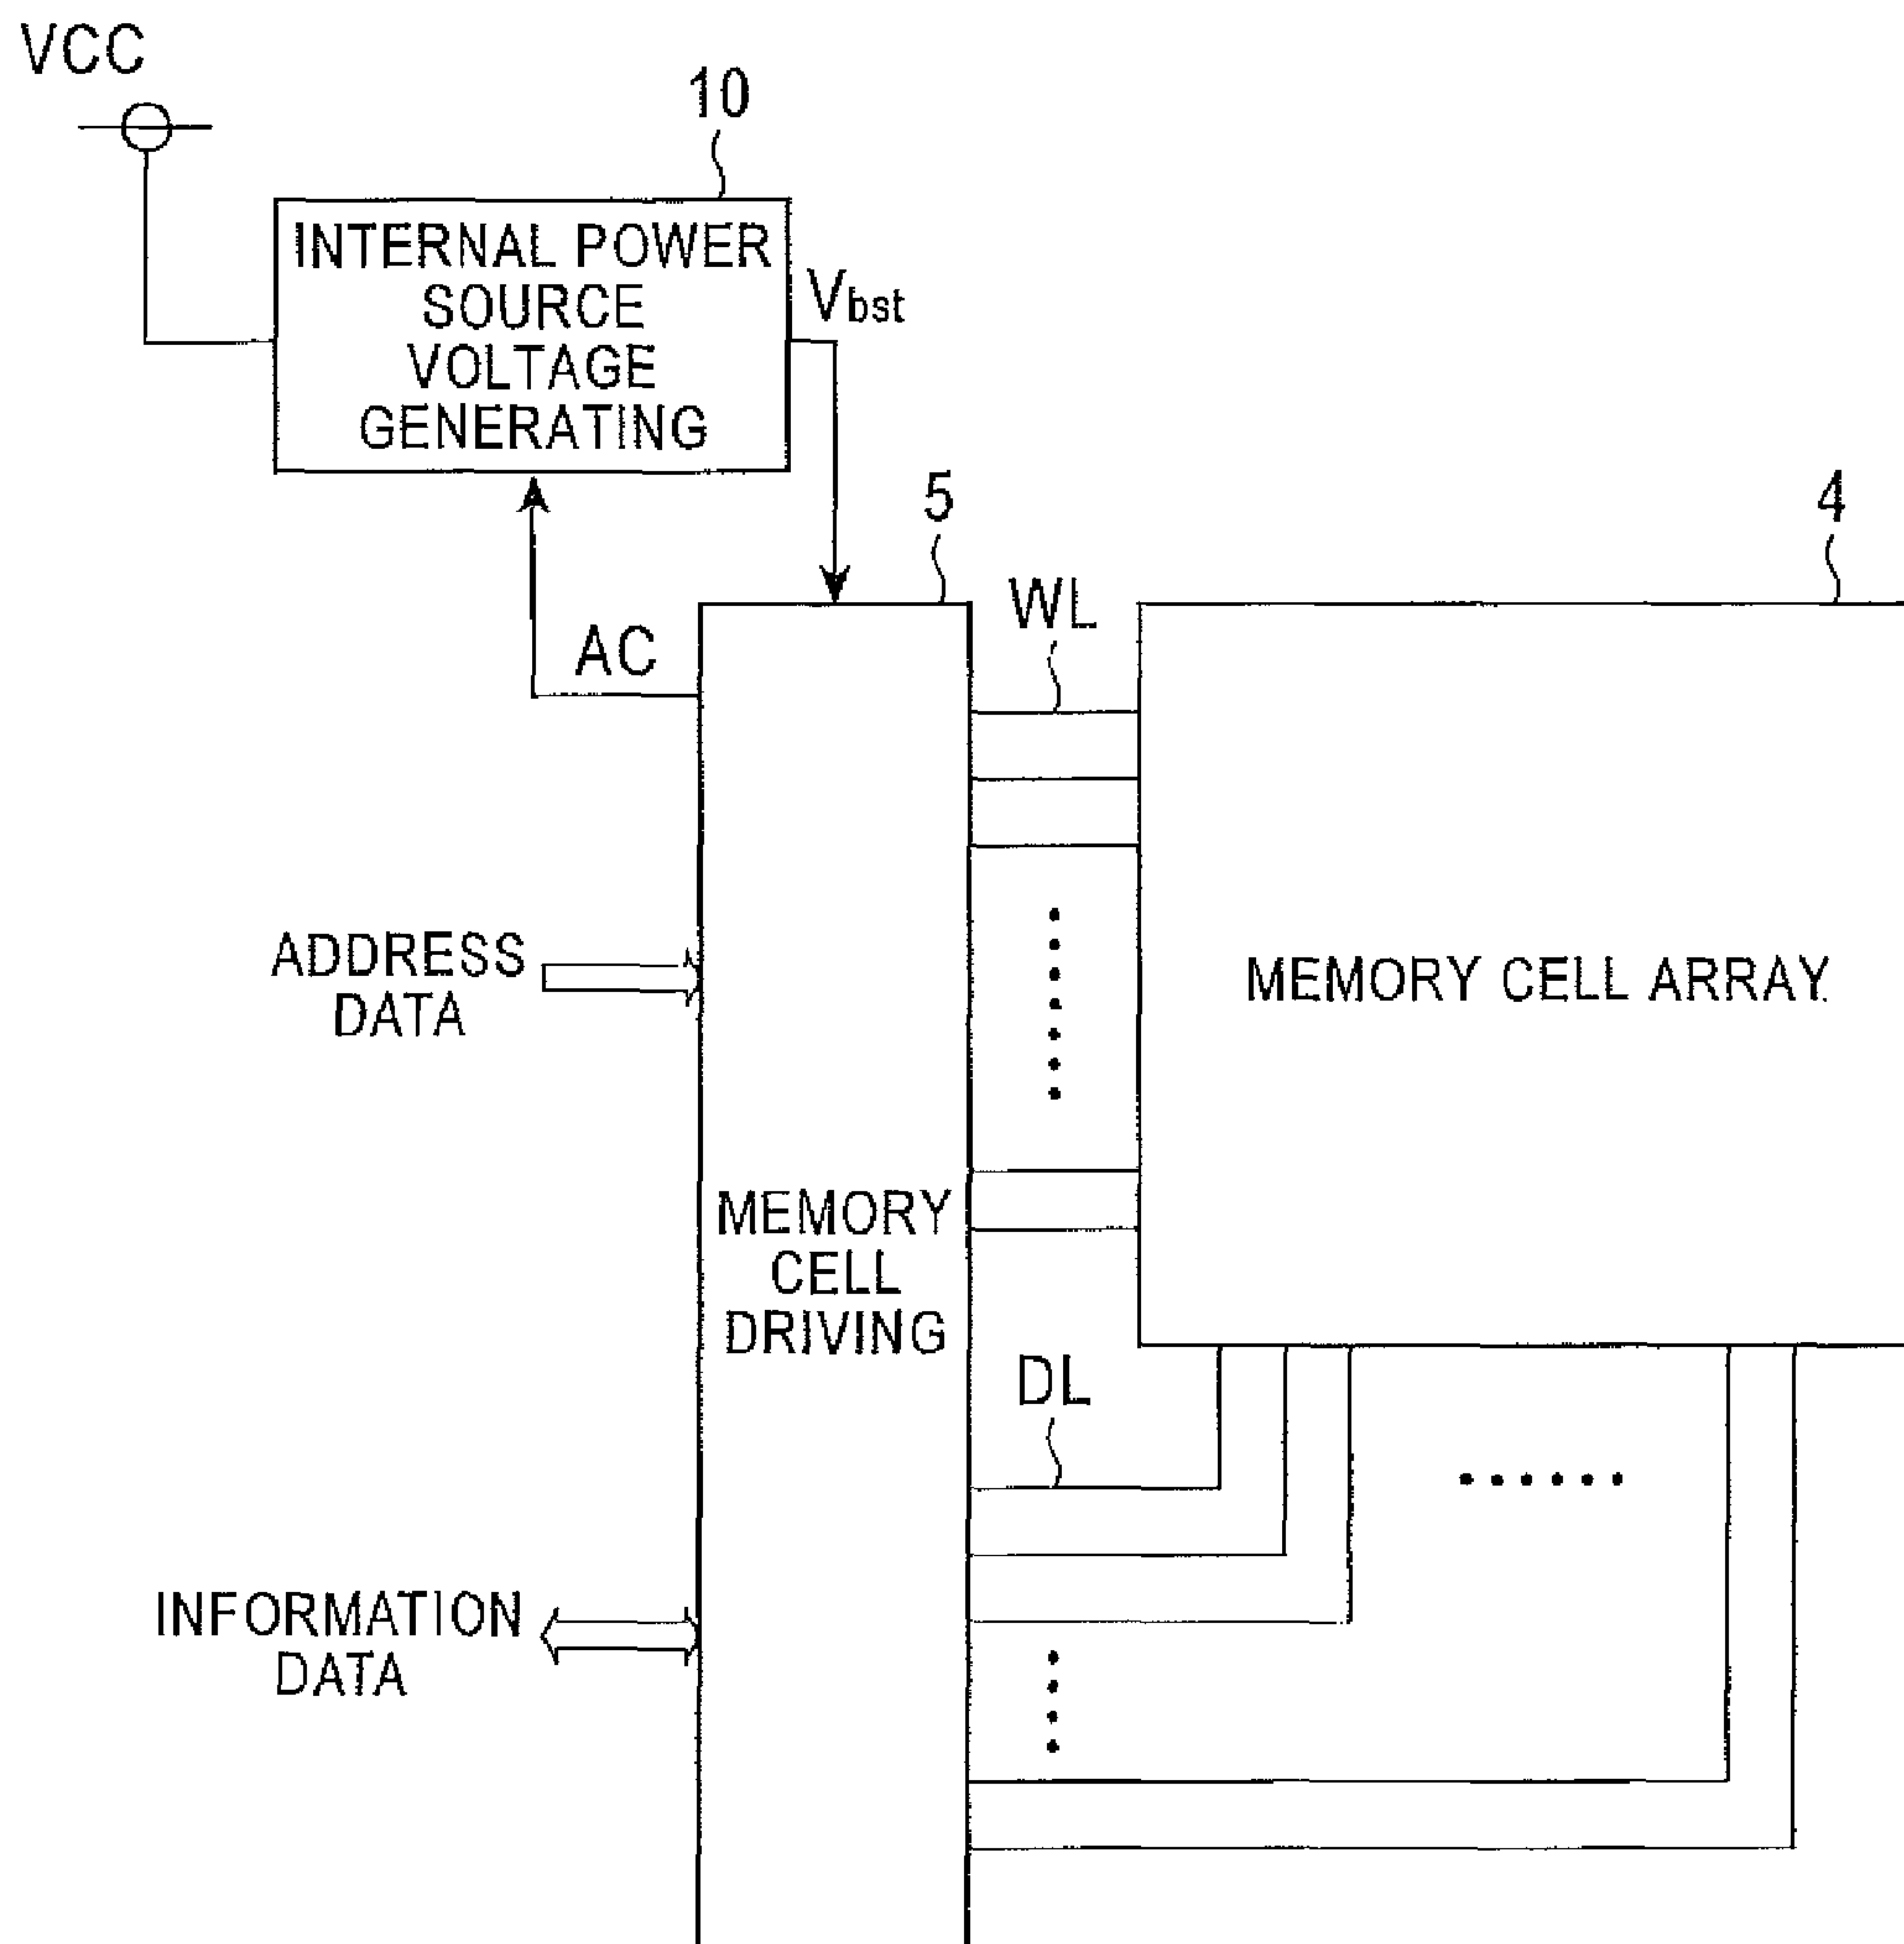 VCC
10
INTERNAL POWER
SOURCE
VOLTAGE
GENERATING
Vbst
5
4
WL
AC
ADDRESS
DATA
MEMORY CELL ARRAY
MEMORY
CELL
DRIVING
DL
INFORMATION
DATA